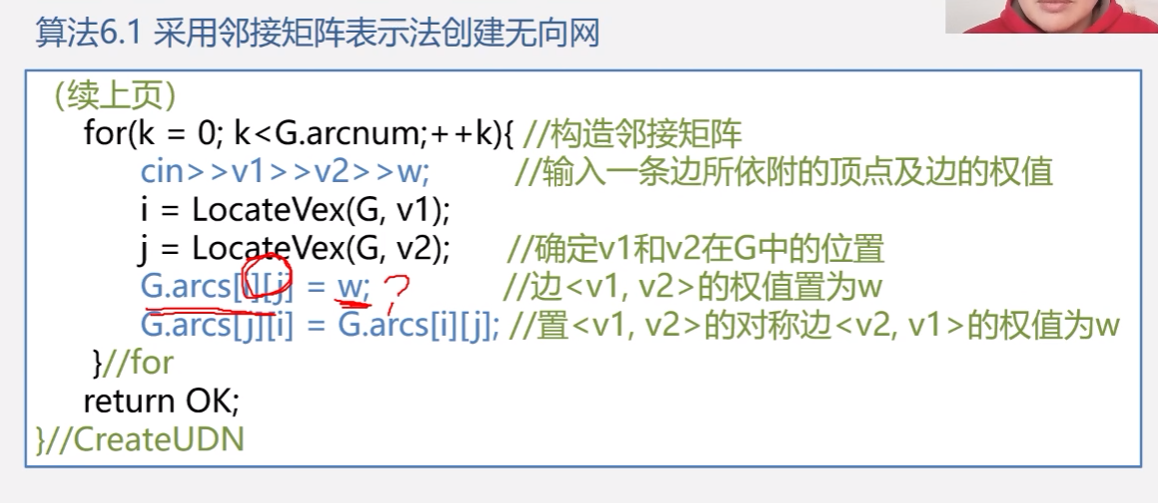 算法6.1 采用邻接矩阵表示法创建无向网
（续上页）
for(k = 0; k<G.arcnum;++k){ //构造邻接矩阵
cin>>v1>>v2>>w; //输入一条边所依附的顶点及边的权值
i = LocateVex(G, v1);
j = LocateVex(G, v2); //确定v1和v2在G中的位置
G.arcs[i][j] = w; ? //边<v1, v2>的权值置为w
G.arcs[j][i] = G.arcs[i][j]; //置<v1, v2>的对称边<v2, v1>的权值为w
}//for
return OK;
}//CreateUDN